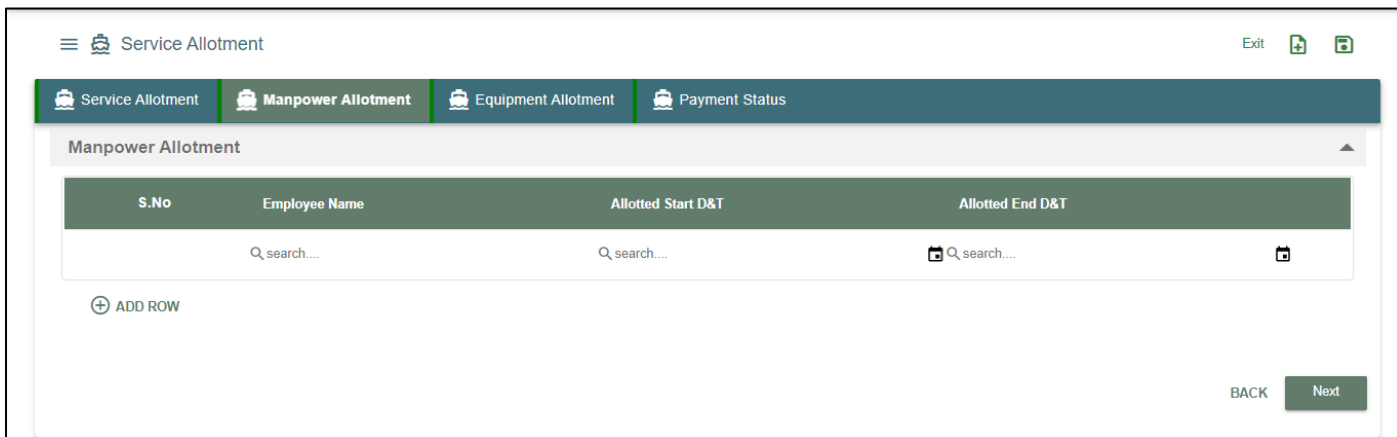 Service Allotment
Exit
Service Allotment Manpower Allotment Equipment Allotment Payment Status
Manpower Allotment
S.No Employee Name Allotted Start D&T Allotted End D&T
search.... search.... search....
ADD ROW
BACK Next